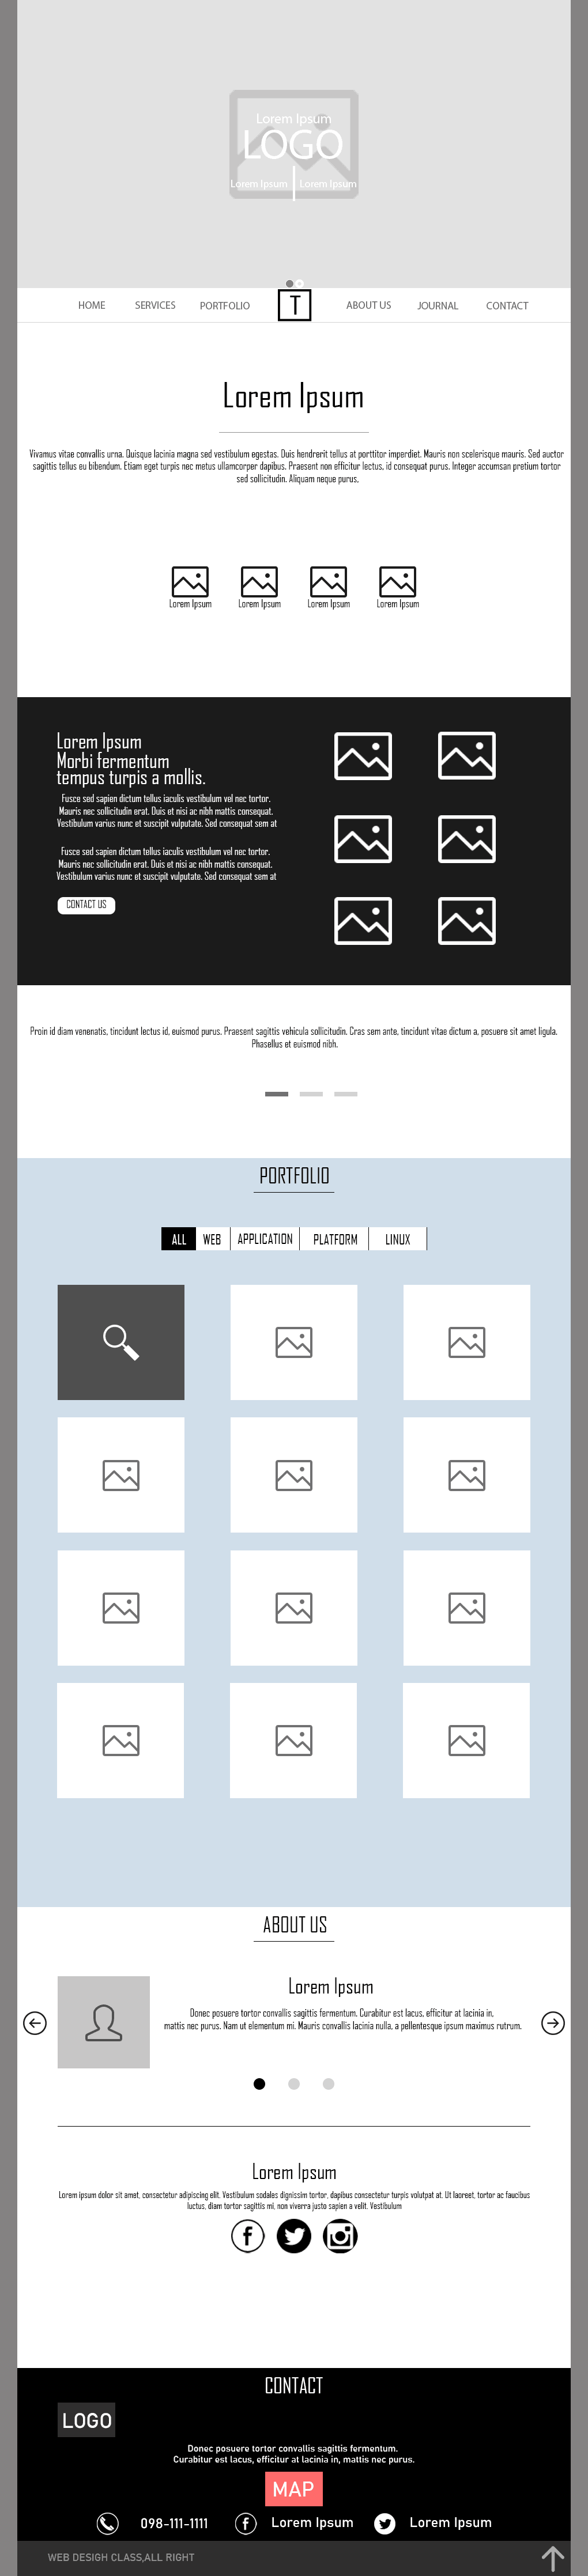 Lorem Ipsum
LOGO
Lorem Ipsum Lorem Ipsum
HOME SERVICES PORTFOLIO T ABOUT US JOURNAL CONTACT
Lorem Ipsum
Vivamus vitae convallis urna. Quisque lacinia magna sed vestibulum egestas. Duis hendrerit tellus at porttitor imperdiet. Mauris non scelerisque mauris. Sed auctor
sagittis tellus eu bibendum. Etiam eget turpis nec metus ullamcorper dapibus. Praesent non efficitur lectus, id consequat purus. Integer accumsan pretium tortor
sed sollicitudin. Aliquam neque purus,
Lorem Ipsum Lorem Ipsum Lorem Ipsum Lorem Ipsum
Lorem Ipsum
Morbi fermentum
tempus turpis a mollis.
Fusce sed sapien dictum tellus iaculis vestibulum vel nec tortor.
Mauris nec sollicitudin erat. Duis et nisi ac nibh mattis consequat.
Vestibulum varius nunc et suscipit vulputate. Sed consequat sem at
Fusce sed sapien dictum tellus iaculis vestibulum vel nec tortor.
Mauris nec sollicitudin erat. Duis et nisi ac nibh mattis consequat.
Vestibulum varius nunc et suscipit vulputate. Sed consequat sem at
CONTACT US
Proin id diam venenatis, tincidunt lectus id, euismod purus. Praesent sagittis vehicula sollicitudin. Cras sem ante, tincidunt vitae dictum a, posuere sit amet ligula.
Phasellus et euismod nibh.
PORTFOLIO
ALL WEB APPLICATION PLATFORM LINUX
ABOUT US
Lorem Ipsum
Donec posuere tortor convallis sagittis fermentum. Curabitur est lacus, efficitur at lacinia in,
mattis nec purus. Nam ut elementum mi. Mauris convallis lacinia nulla, a pellentesque ipsum maximus rutrum.
Lorem Ipsum
Lorem ipsum dolor sit amet, consectetur adipiscing elit. Vestibulum sodales dignissim tortor, dapibus consectetur turpis volutpat at. Ut laoreet, tortor ac faucibus
luctus, diam tortor sagittis mi, non viverra justo sapien a velit. Vestibulum
CONTACT
LOGO
Donec posuere tortor convallis sagittis fermentum.
Curabitur est lacus, efficitur at lacinia in, mattis nec purus.
MAP
098-111-1111 Lorem Ipsum Lorem Ipsum
WEB DESIGH CLASS,ALL RIGHT